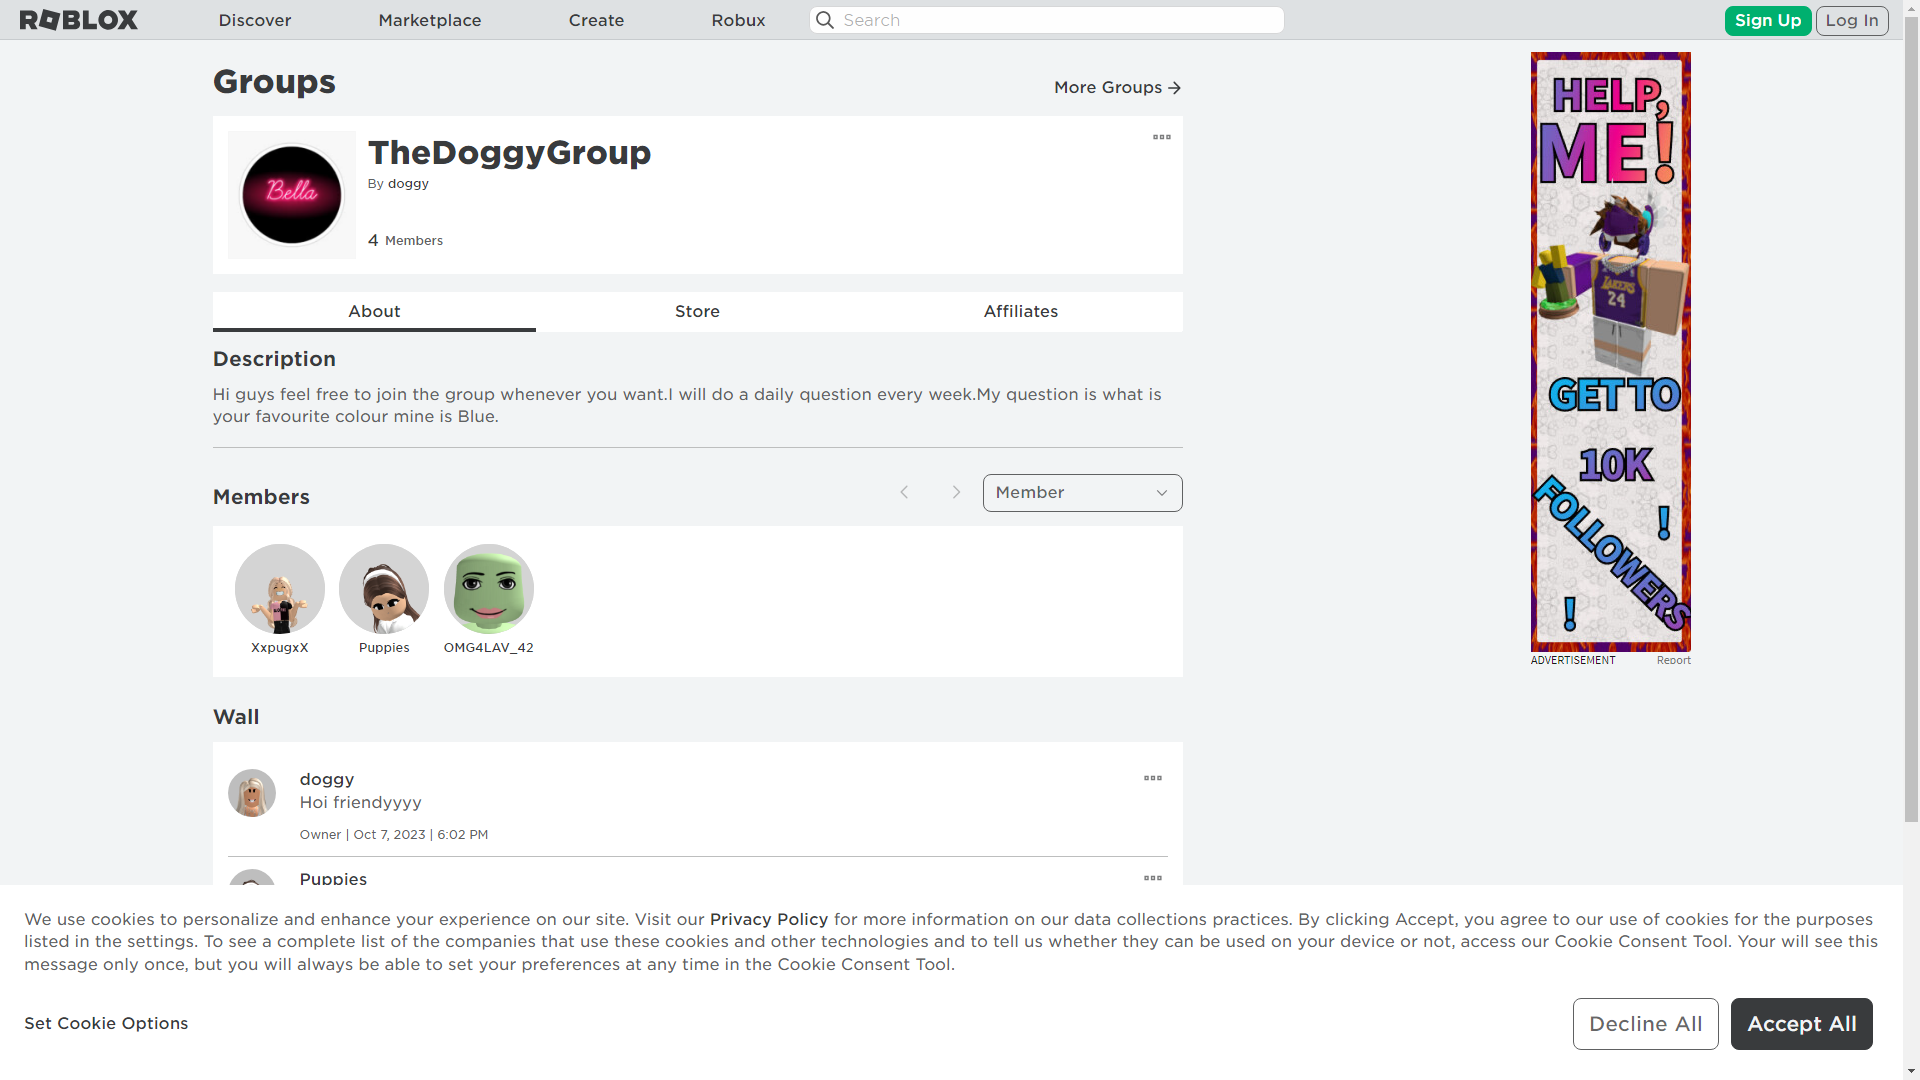 ROBLOX
Discover
Marketplace
Create
Robux
Search
Sign Up
Log In
Groups
More Groups
Bella
TheDoggyGroup
By doggy
4 Members
About
Store
Affiliates
Description
Hi guys feel free to join the group whenever you want.I will do a daily question every week.My question is what is
your favourite colour mine is Blue.
Members
Member
XxpugxX
Puppies
OMG4LAV_42
Wall
doggy
Hoi friendyyyy
Owner | Oct 7, 2023 | 6:02 PM
Puppies
HELP,
ME!
LAKERS
24
GET TO
10K
FOLLOWERS
!
!
ADVERTISEMENT
Report
We use cookies to personalize and enhance your experience on our site. Visit our Privacy Policy for more information on our data collections practices. By clicking Accept, you agree to our use of cookies for the purposes
listed in the settings. To see a complete list of the companies that use these cookies and other technologies and to tell us whether they can be used on your device or not, access our Cookie Consent Tool. Your will see this
message only once, but you will always be able to set your preferences at any time in the Cookie Consent Tool.
Set Cookie Options
Decline All
Accept All